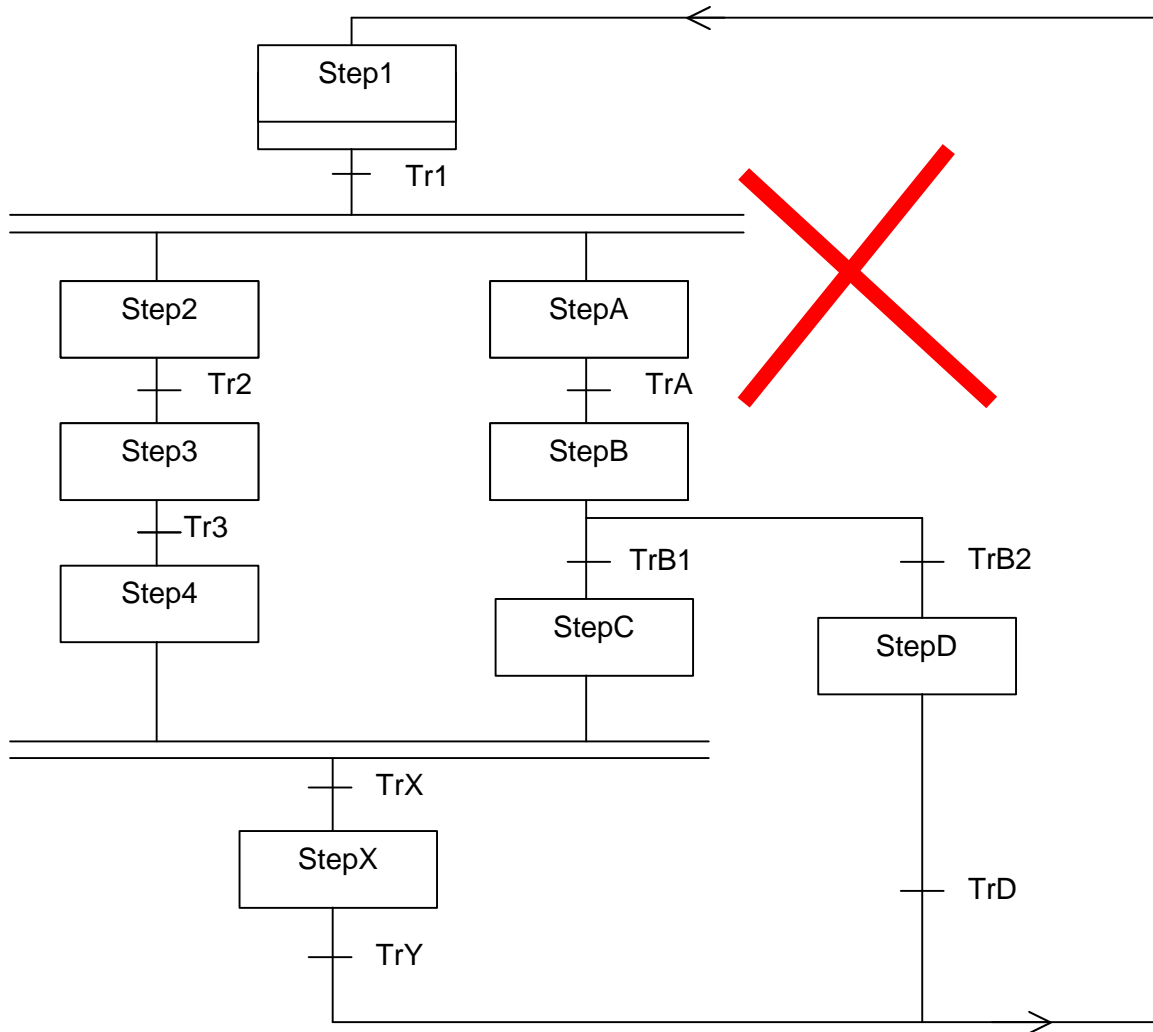 Step1
Tr1
Step2
StepA
Tr2
TrA
Step3
StepB
Tr3
TrB1
TrB2
Step4
StepC
StepD
TrX
StepX
TrD
TrY